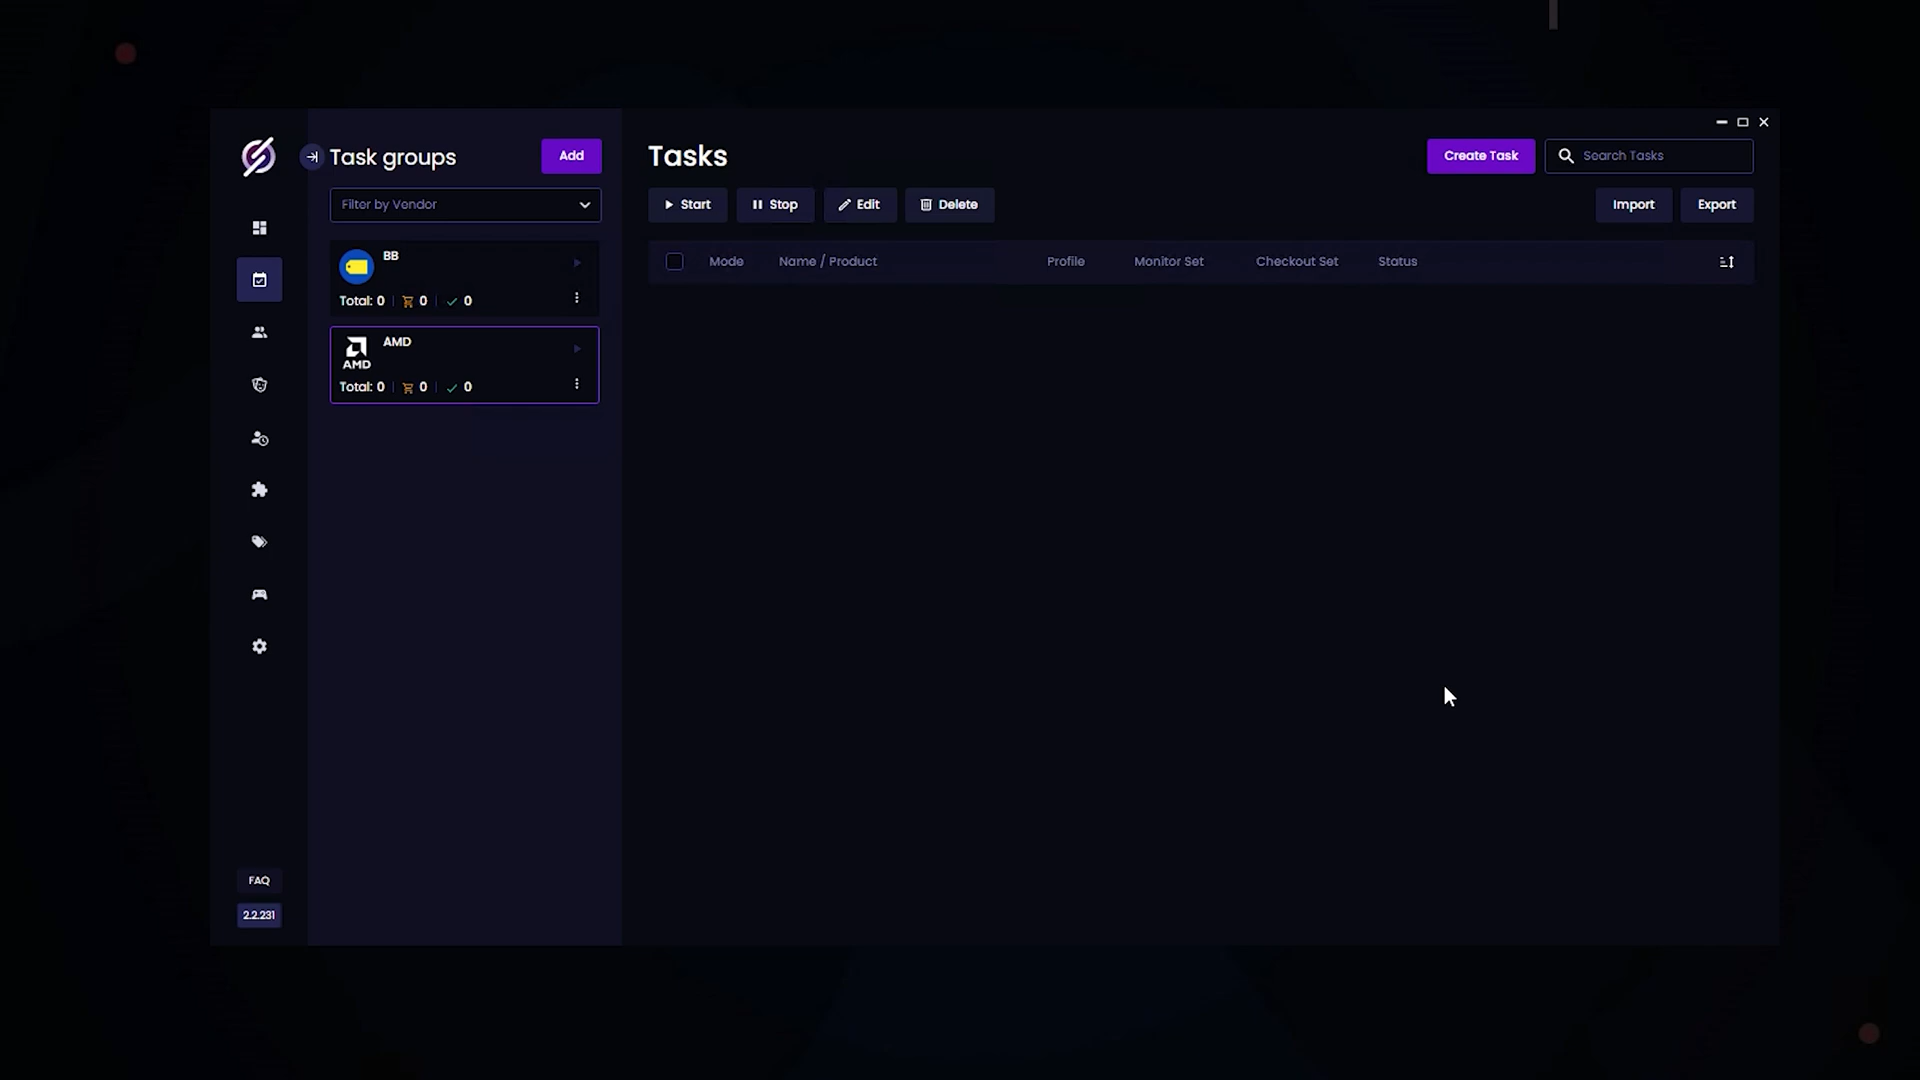 Task groups
Add
Filter by Vendor
BB
Total: 0 0 0
AMD
AMD
Total: 0 0 0
FAQ
2.2.231
Tasks
Create Task
Search Tasks
Start
Stop
Edit
Delete
Import
Export
Mode Name / Product Profile Monitor Set Checkout Set Status